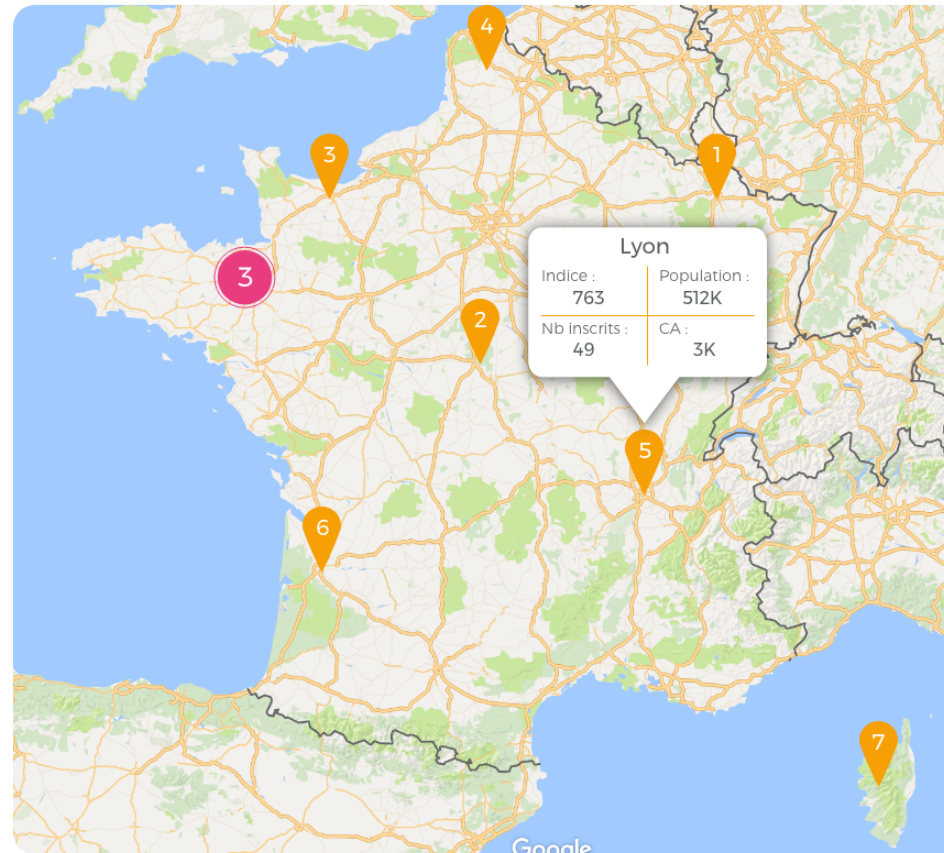 4
3
1
3
Lyon
Indice :
Population :
763
512K
Nb inscrits :
CA :
49
3K
2
5
6
7
Google